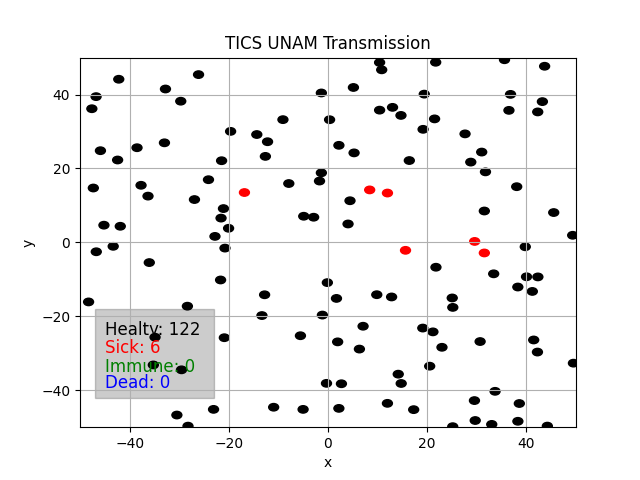 TICS UNAM Transmission
y
40
20
0
−20
−40
Healty: 122
Sick: 6
Immune: 0
Dead: 0
−40 −20 0 20 40
x